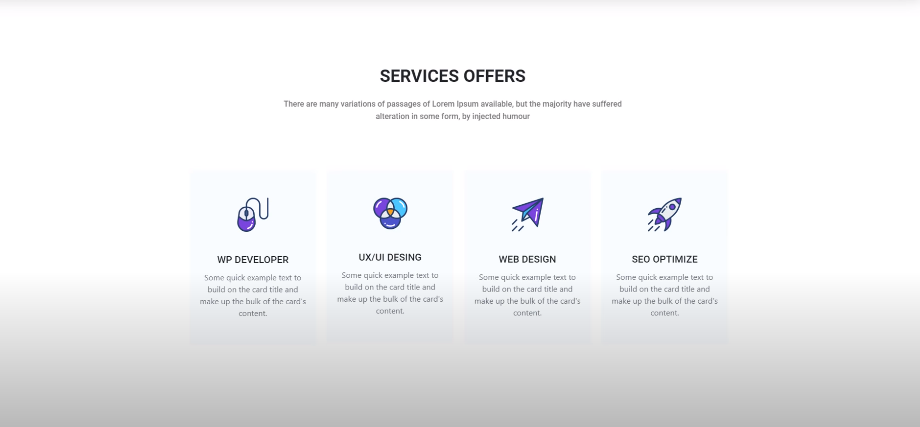 SERVICES OFFERS
There are many variations of passages of Lorem Ipsum available, but the majority have suffered
alteration in some form, by injected humour
WP DEVELOPER
Some quick example text to
build on the card title and
make up the bulk of the card's
content.
UX/UI DESING
Some quick example text to
build on the card title and
make up the bulk of the card's
content.
WEB DESIGN
Some quick example text to
build on the card title and
make up the bulk of the card's
content.
SEO OPTIMIZE
Some quick example text to
build on the card title and
make up the bulk of the card's
content.